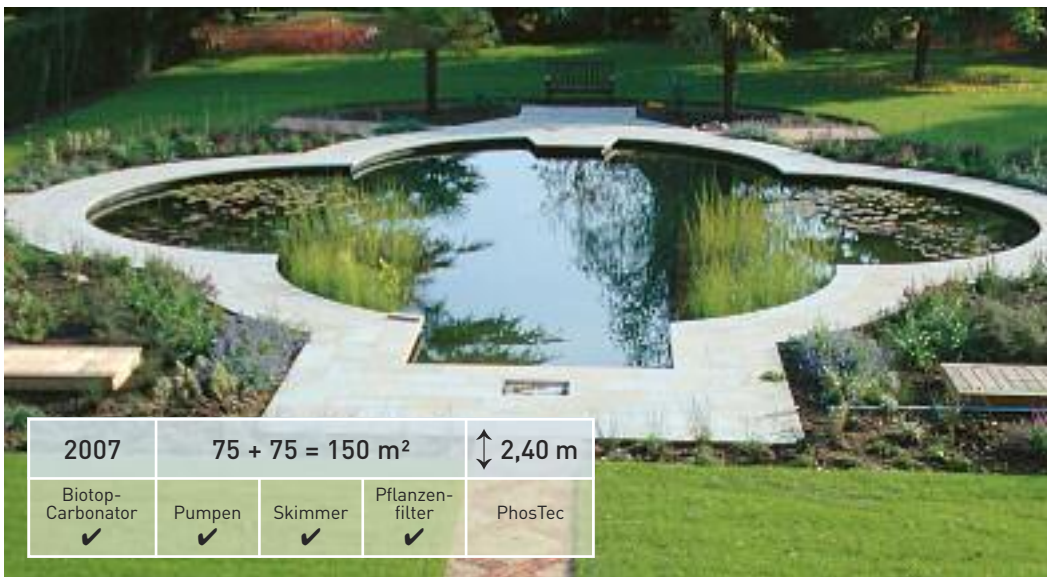 2007 75 + 75 = 150 m² ↕ 2,40 m
Biotop-
Carbonator
✔
Pumpen
✔
Skimmer
✔
Pflanzen-
filter
✔
PhosTec